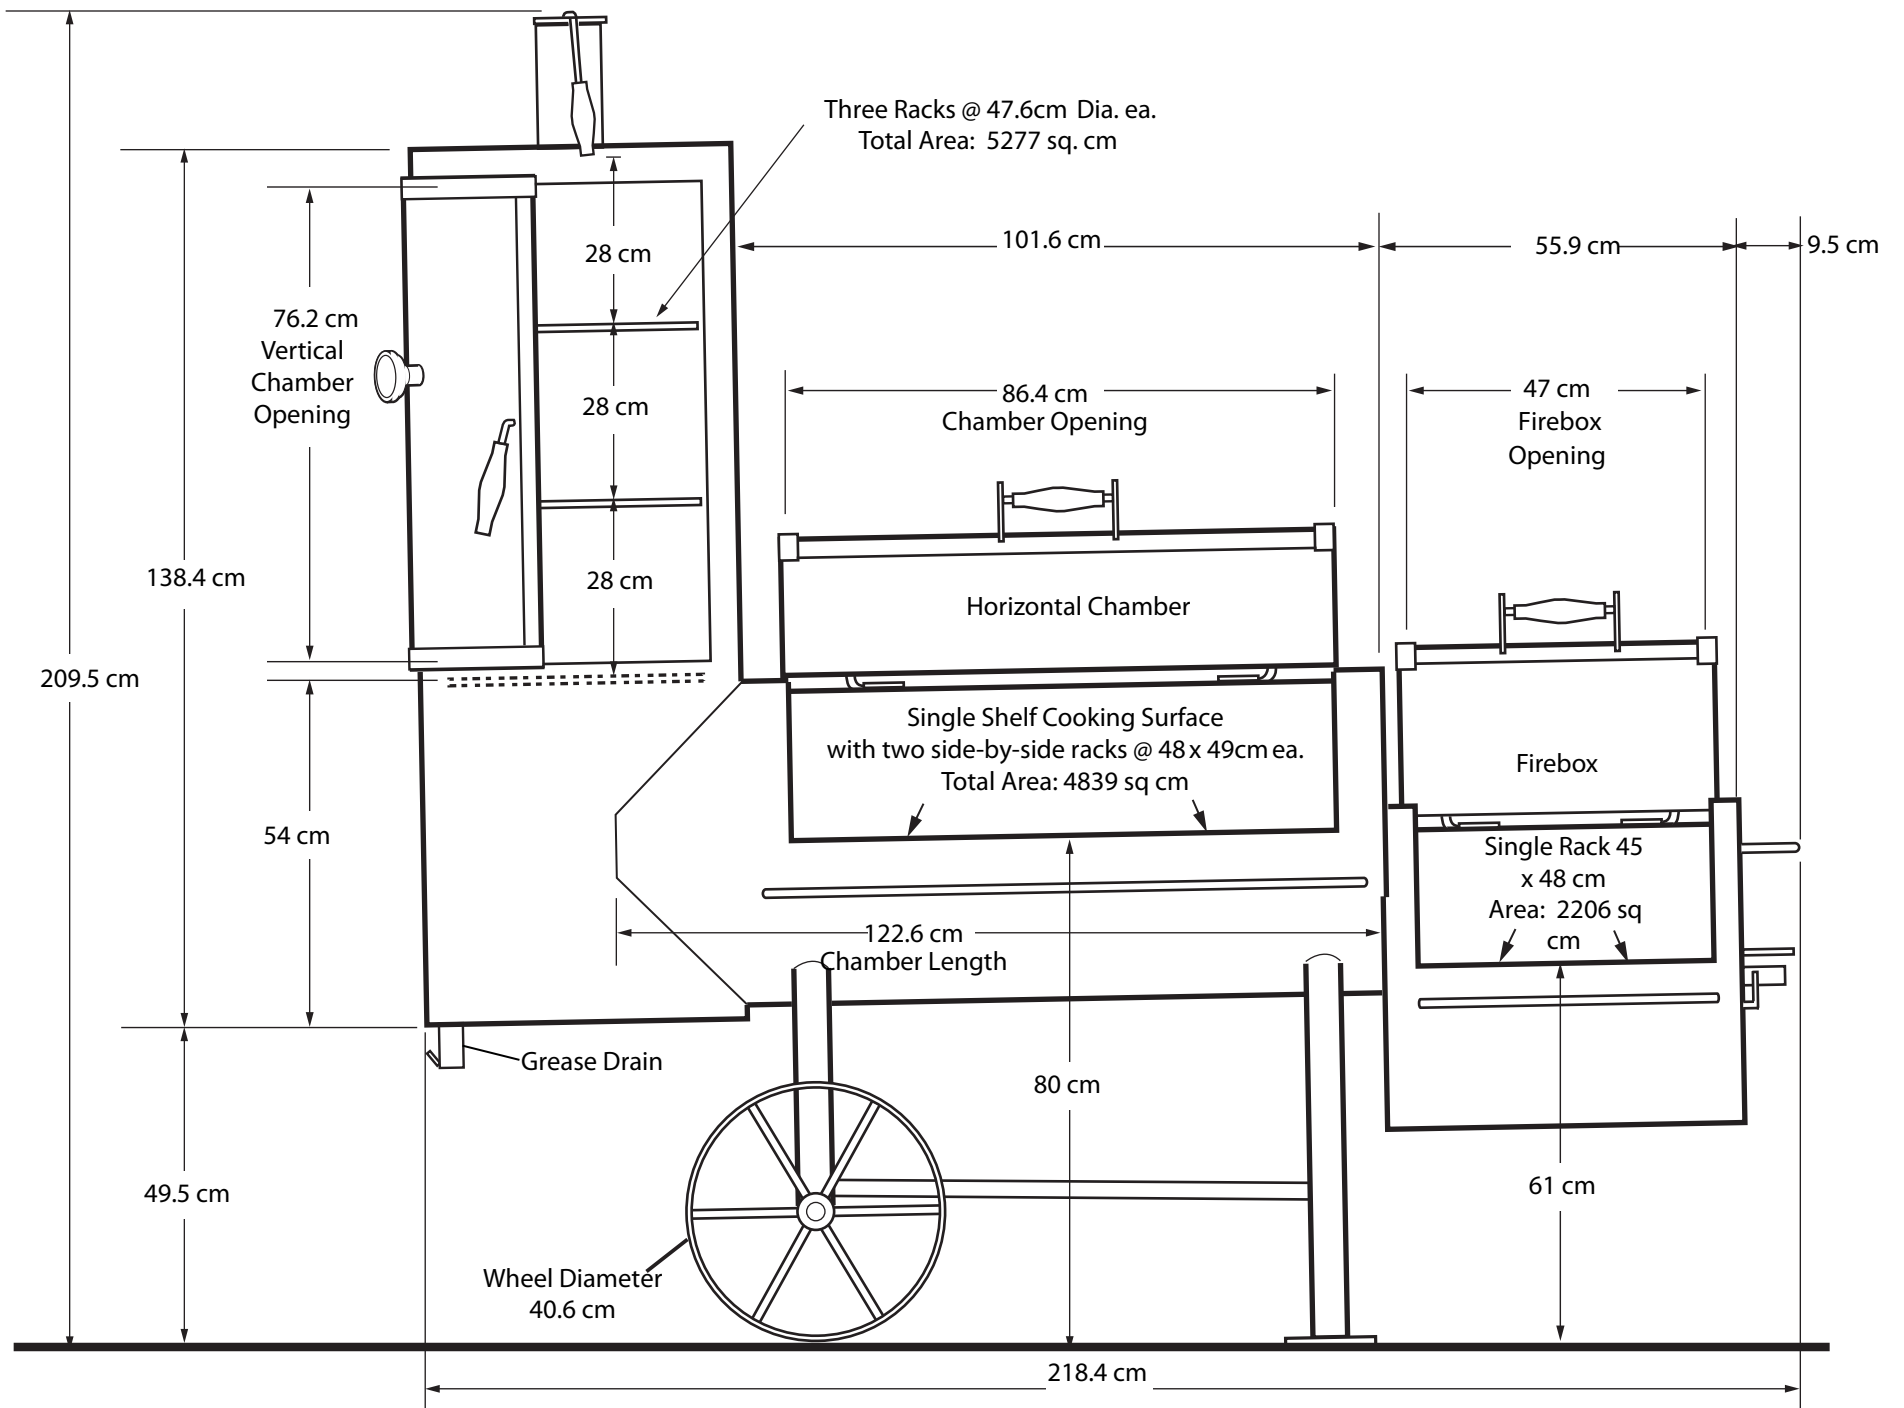 Three Racks @ 47.6cm Dia. ea.
Total Area: 5277 sq. cm
101.6 cm
55.9 cm
9.5 cm
28 cm
76.2 cm
Vertical
Chamber
Opening
28 cm
86.4 cm
Chamber Opening
47 cm
Firebox
Opening
138.4 cm
28 cm
Horizontal Chamber
209.5 cm
Single Shelf Cooking Surface
with two side-by-side racks @ 48 x 49cm ea.
Total Area: 4839 sq cm
Firebox
54 cm
Single Rack 45
x 48 cm
Area: 2206 sq
cm
122.6 cm
Chamber Length
Grease Drain
80 cm
49.5 cm
61 cm
Wheel Diameter
40.6 cm
218.4 cm